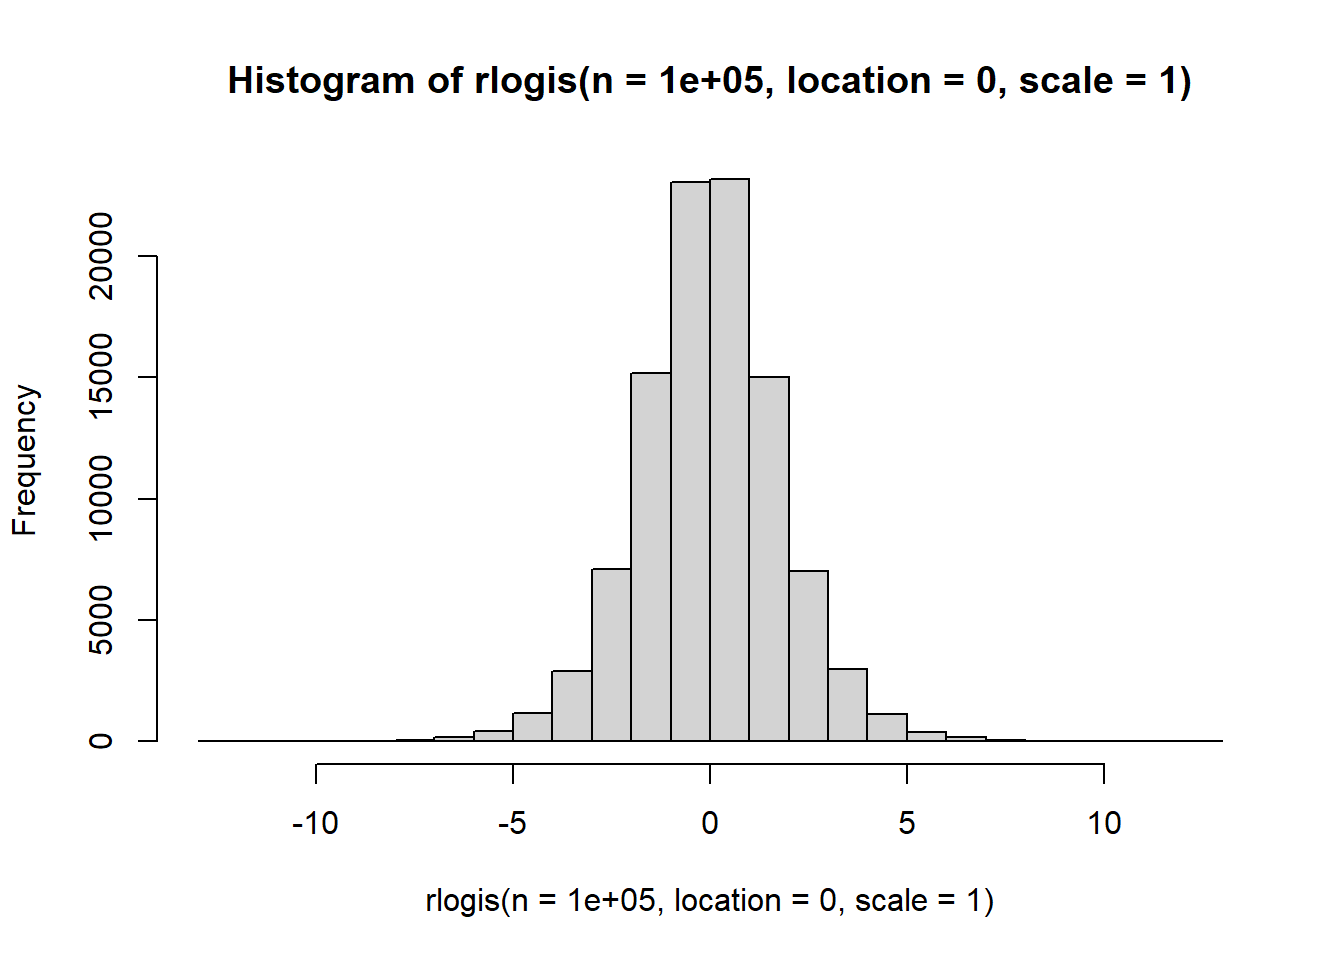 Histogram of rlogis(n = 1e+05, location = 0, scale = 1)
Frequency
20000
15000
10000
5000
0
-10 -5 0 5 10
rlogis(n = 1e+05, location = 0, scale = 1)